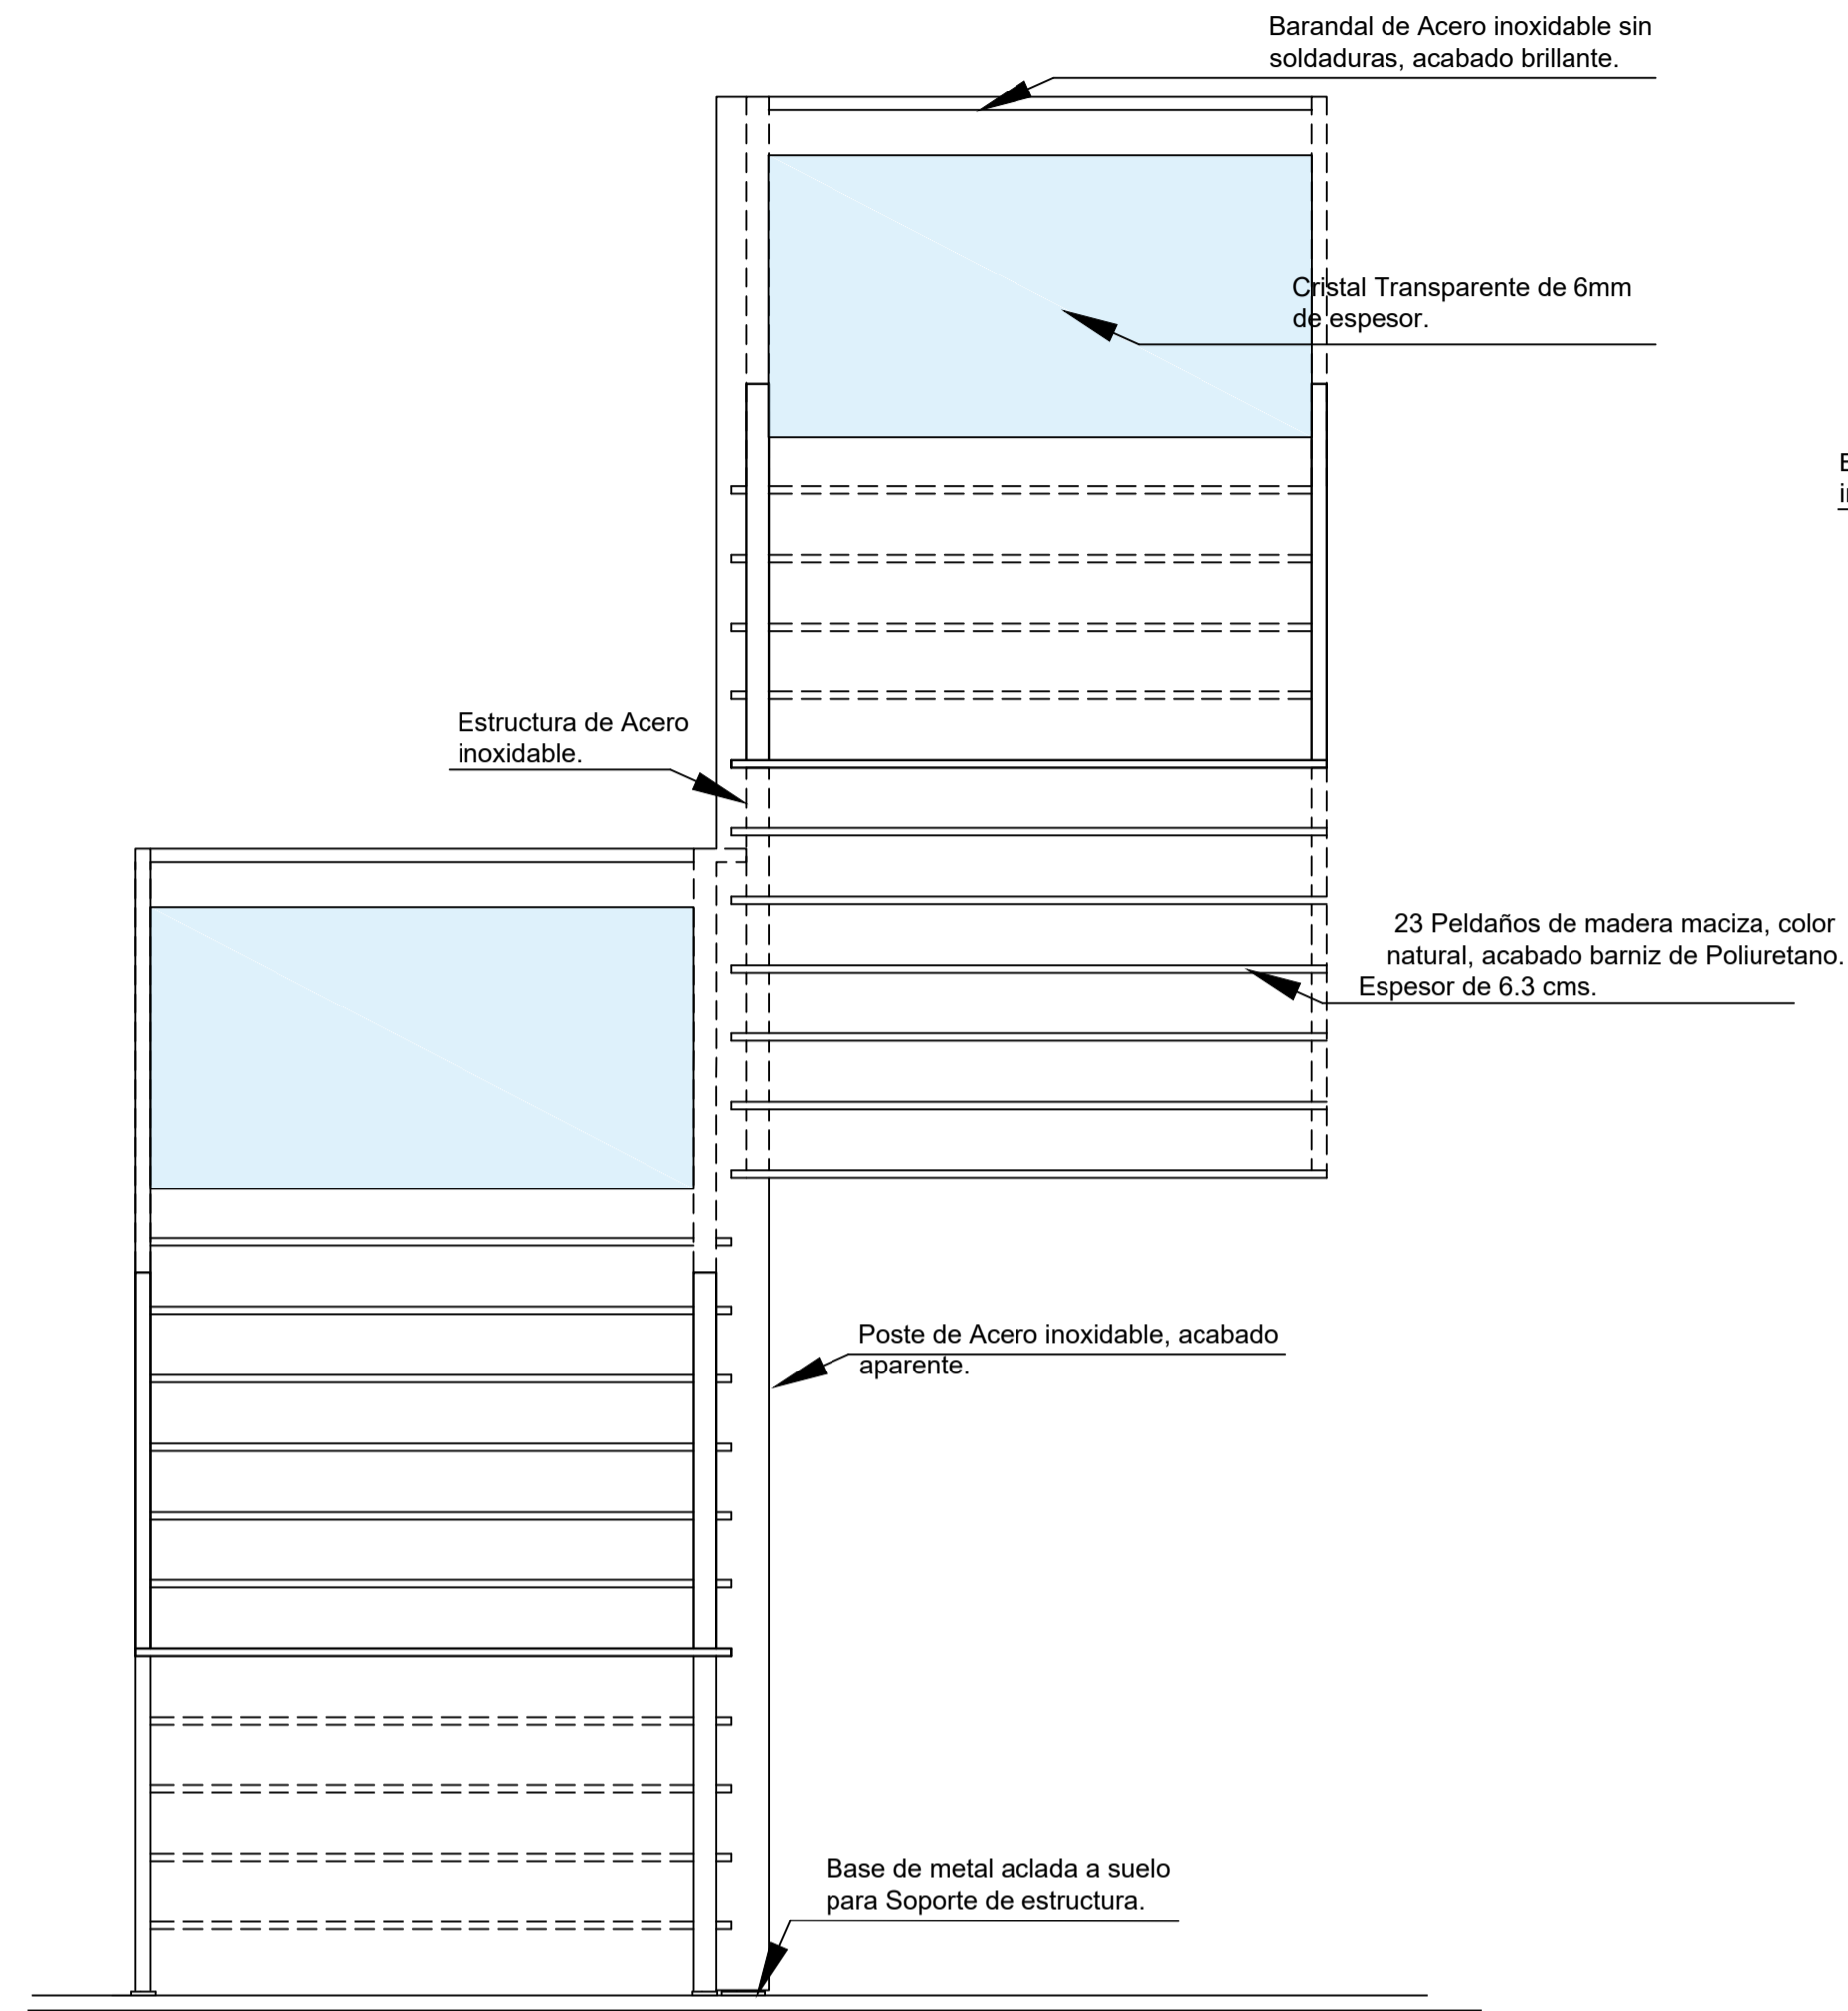 Barandal de Acero inoxidable sin
soldaduras, acabado brillante.
Cristal Transparente de 6mm
de espesor.
Estructura de Acero
inoxidable.
23 Peldaños de madera maciza, color
natural, acabado barniz de Poliuretano.
Espesor de 6.3 cms.
Poste de Acero inoxidable, acabado
aparente.
Base de metal aclada a suelo
para Soporte de estructura.